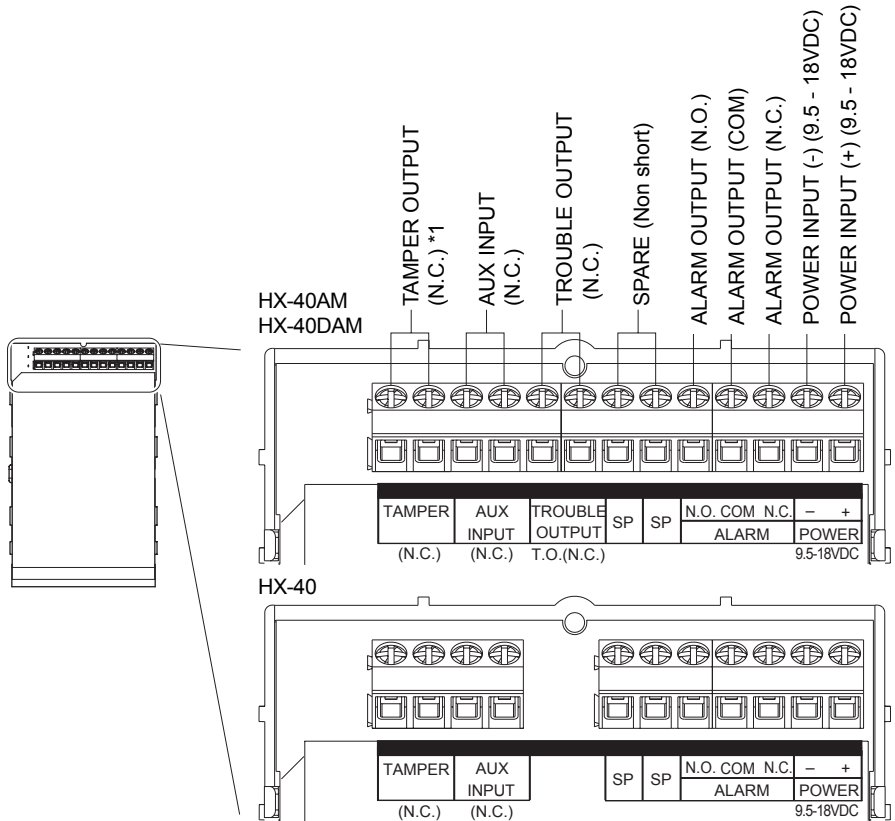 TAMPER OUTPUT
(N.C.) *1
AUX INPUT
(N.C.)
TROUBLE OUTPUT
(N.C.)
SPARE (Non short)
ALARM OUTPUT (N.O.)
ALARM OUTPUT (COM)
ALARM OUTPUT (N.C.)
POWER INPUT (-) (9.5 - 18VDC)
POWER INPUT (+) (9.5 - 18VDC)
HX-40AM
HX-40DAM
TAMPER
(N.C.)
AUX
INPUT
(N.C.)
TROUBLE
OUTPUT
T.O.(N.C.)
SP
SP
N.O. COM N.C.
ALARM
– +
POWER
9.5-18VDC
HX-40
TAMPER
(N.C.)
AUX
INPUT
(N.C.)
SP
SP
N.O. COM N.C.
ALARM
– +
POWER
9.5-18VDC